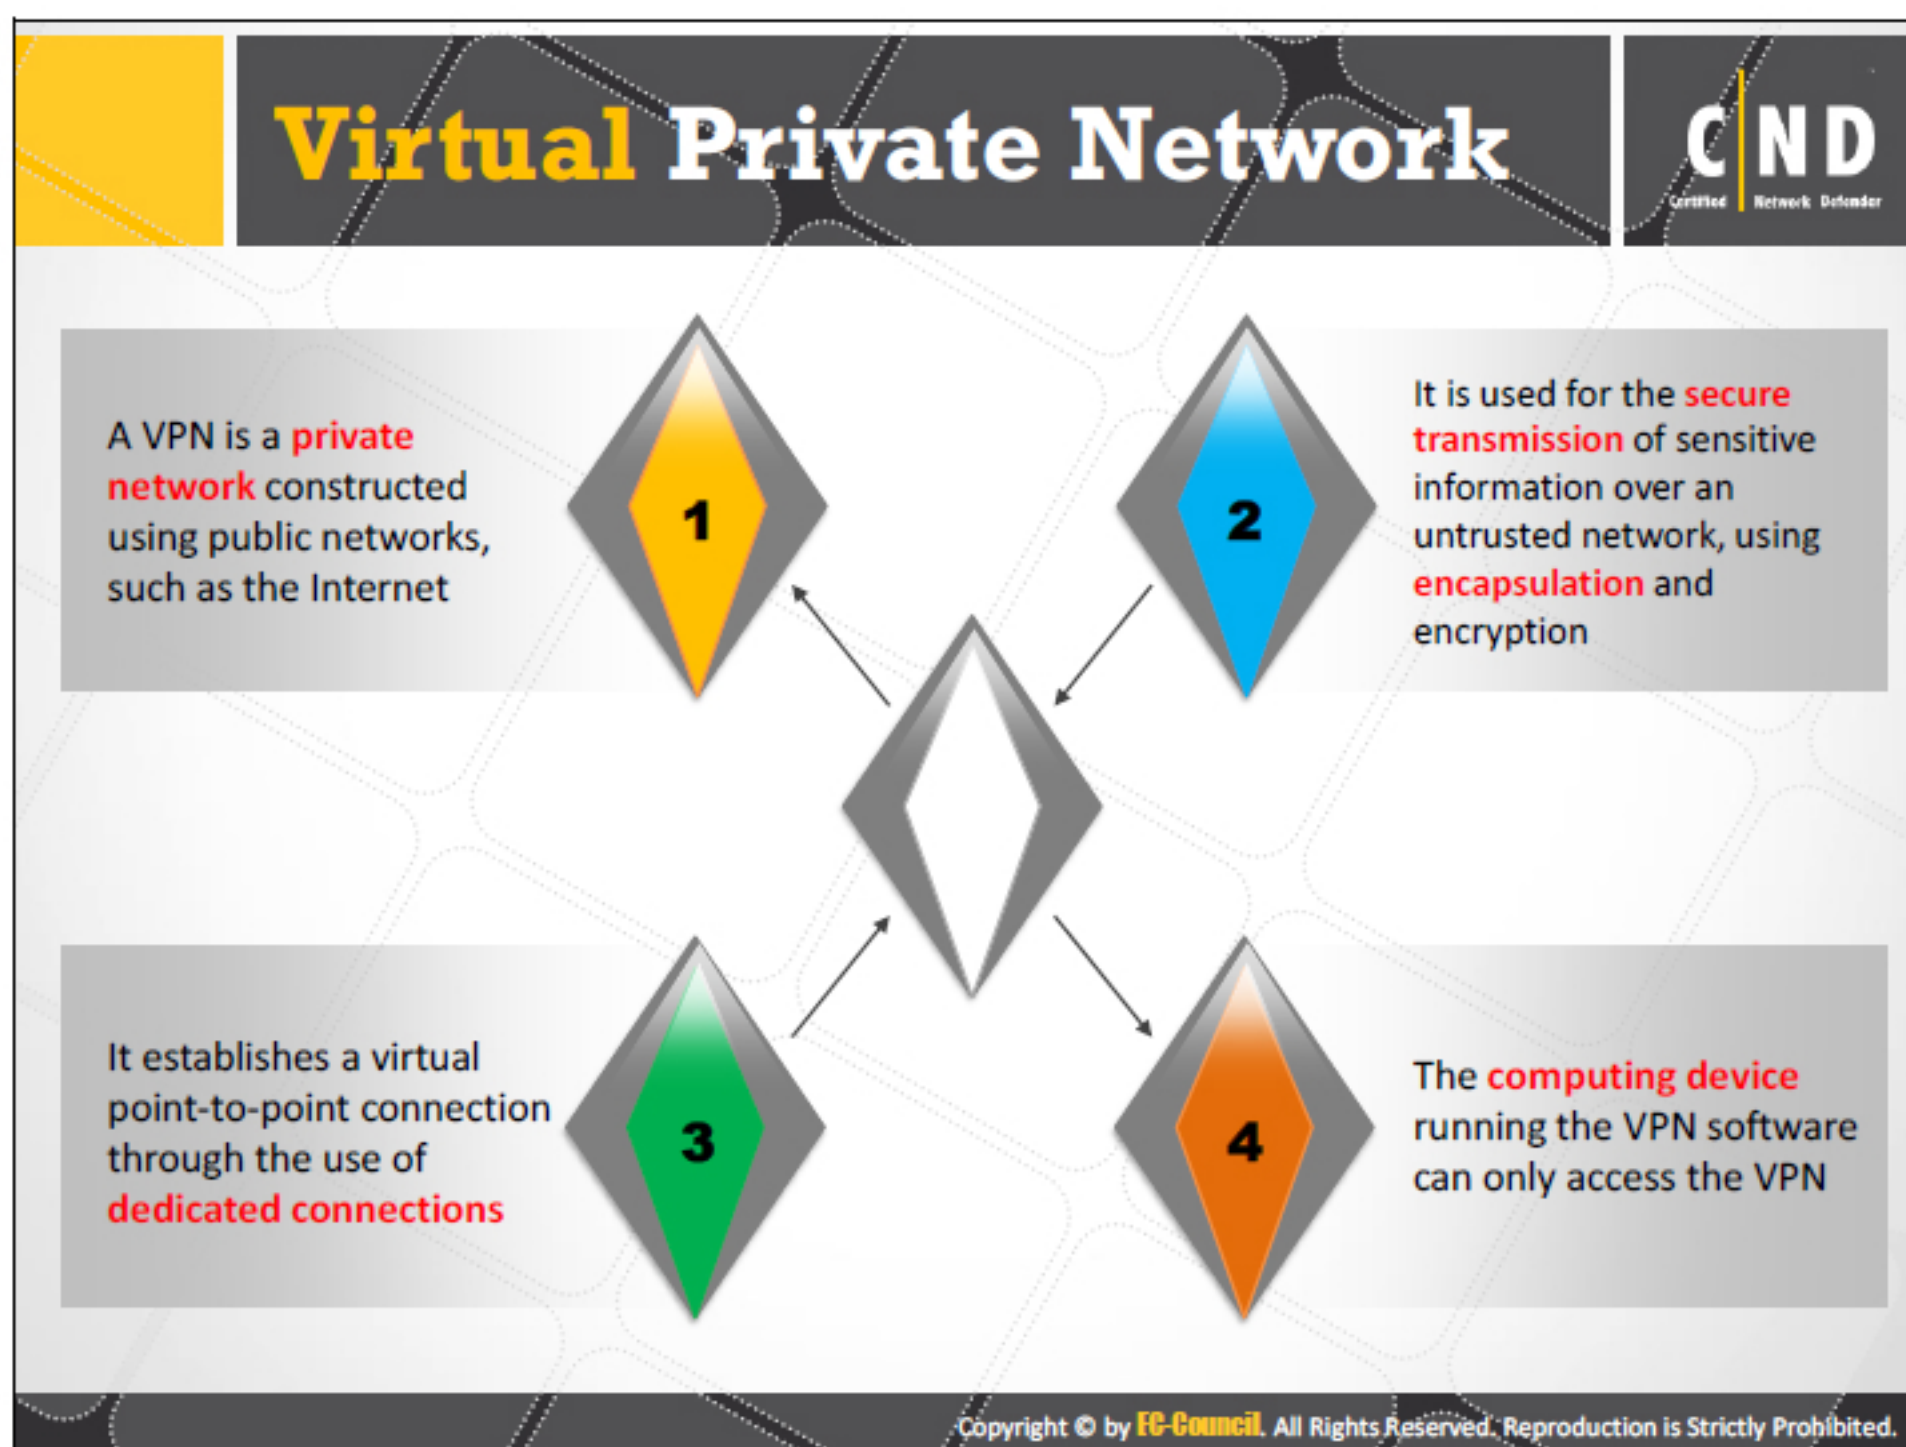 Virtual Private Network
C|ND
Certified Network Defender
A VPN is a private
network constructed
using public networks,
such as the Internet
1
2
It is used for the secure
transmission of sensitive
information over an
untrusted network, using
encapsulation and
encryption
It establishes a virtual
point-to-point connection
through the use of
dedicated connections
3
4
The computing device
running the VPN software
can only access the VPN
Copyright © by EC-Council. All Rights Reserved. Reproduction is Strictly Prohibited.